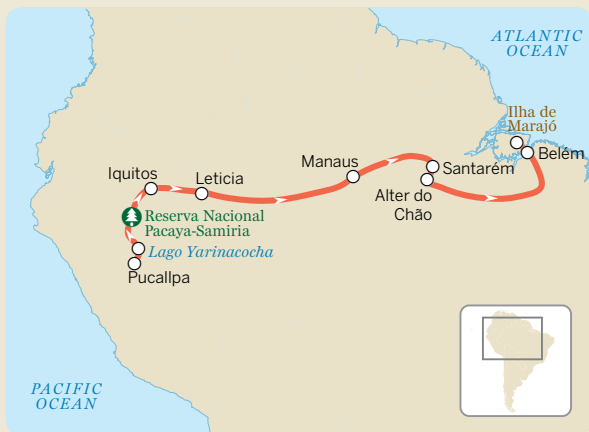 ATLANTIC
OCEAN
Ilha de
Marajó
Belém
Manaus
Santarém
Iquitos
Leticia
Alter do
Chão
Reserva Nacional
Pacaya-Samiria
Lago Yarinacocha
Pucallpa
PACIFIC
OCEAN